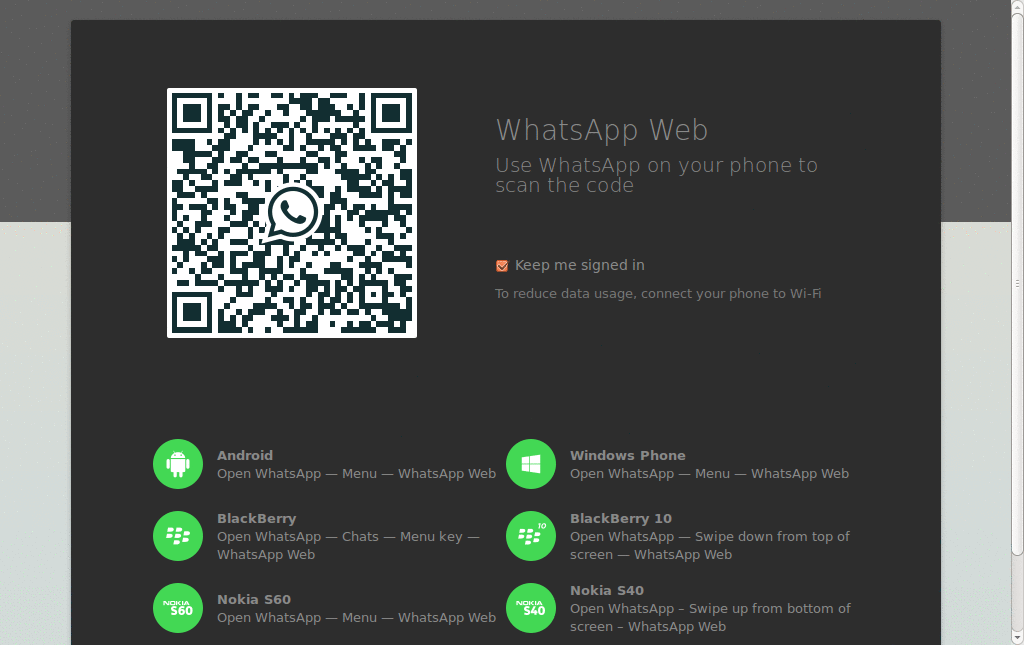 WhatsApp Web
Use WhatsApp on your phone to
scan the code
Keep me signed in
To reduce data usage, connect your phone to Wi-Fi
Android
Open WhatsApp — Menu — WhatsApp Web
Windows Phone
Open WhatsApp — Menu — WhatsApp Web
BlackBerry
Open WhatsApp — Chats — Menu key —
WhatsApp Web
10
BlackBerry 10
Open WhatsApp — Swipe down from top of
screen — WhatsApp Web
NOKIA
S60
Nokia S60
Open WhatsApp — Menu — WhatsApp Web
NOKIA
S40
Nokia S40
Open WhatsApp – Swipe up from bottom of
screen – WhatsApp Web